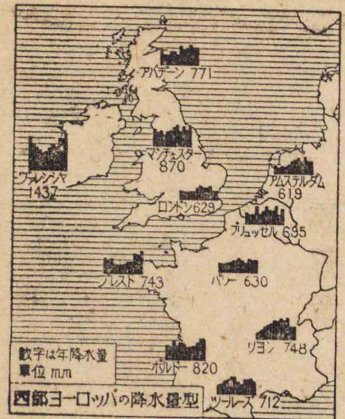 アバデーン 771
マンチェスター
870
ヴァレンシヤ
1437
アムステルダム
619
ロンドン 629
ブリュッセル 695
ブレスト 743
パリー 630
リヨン 748
ボルドー 820
ツールーズ 712
数字は年降水量
單位 mm
西部ヨーロッパの降水量型